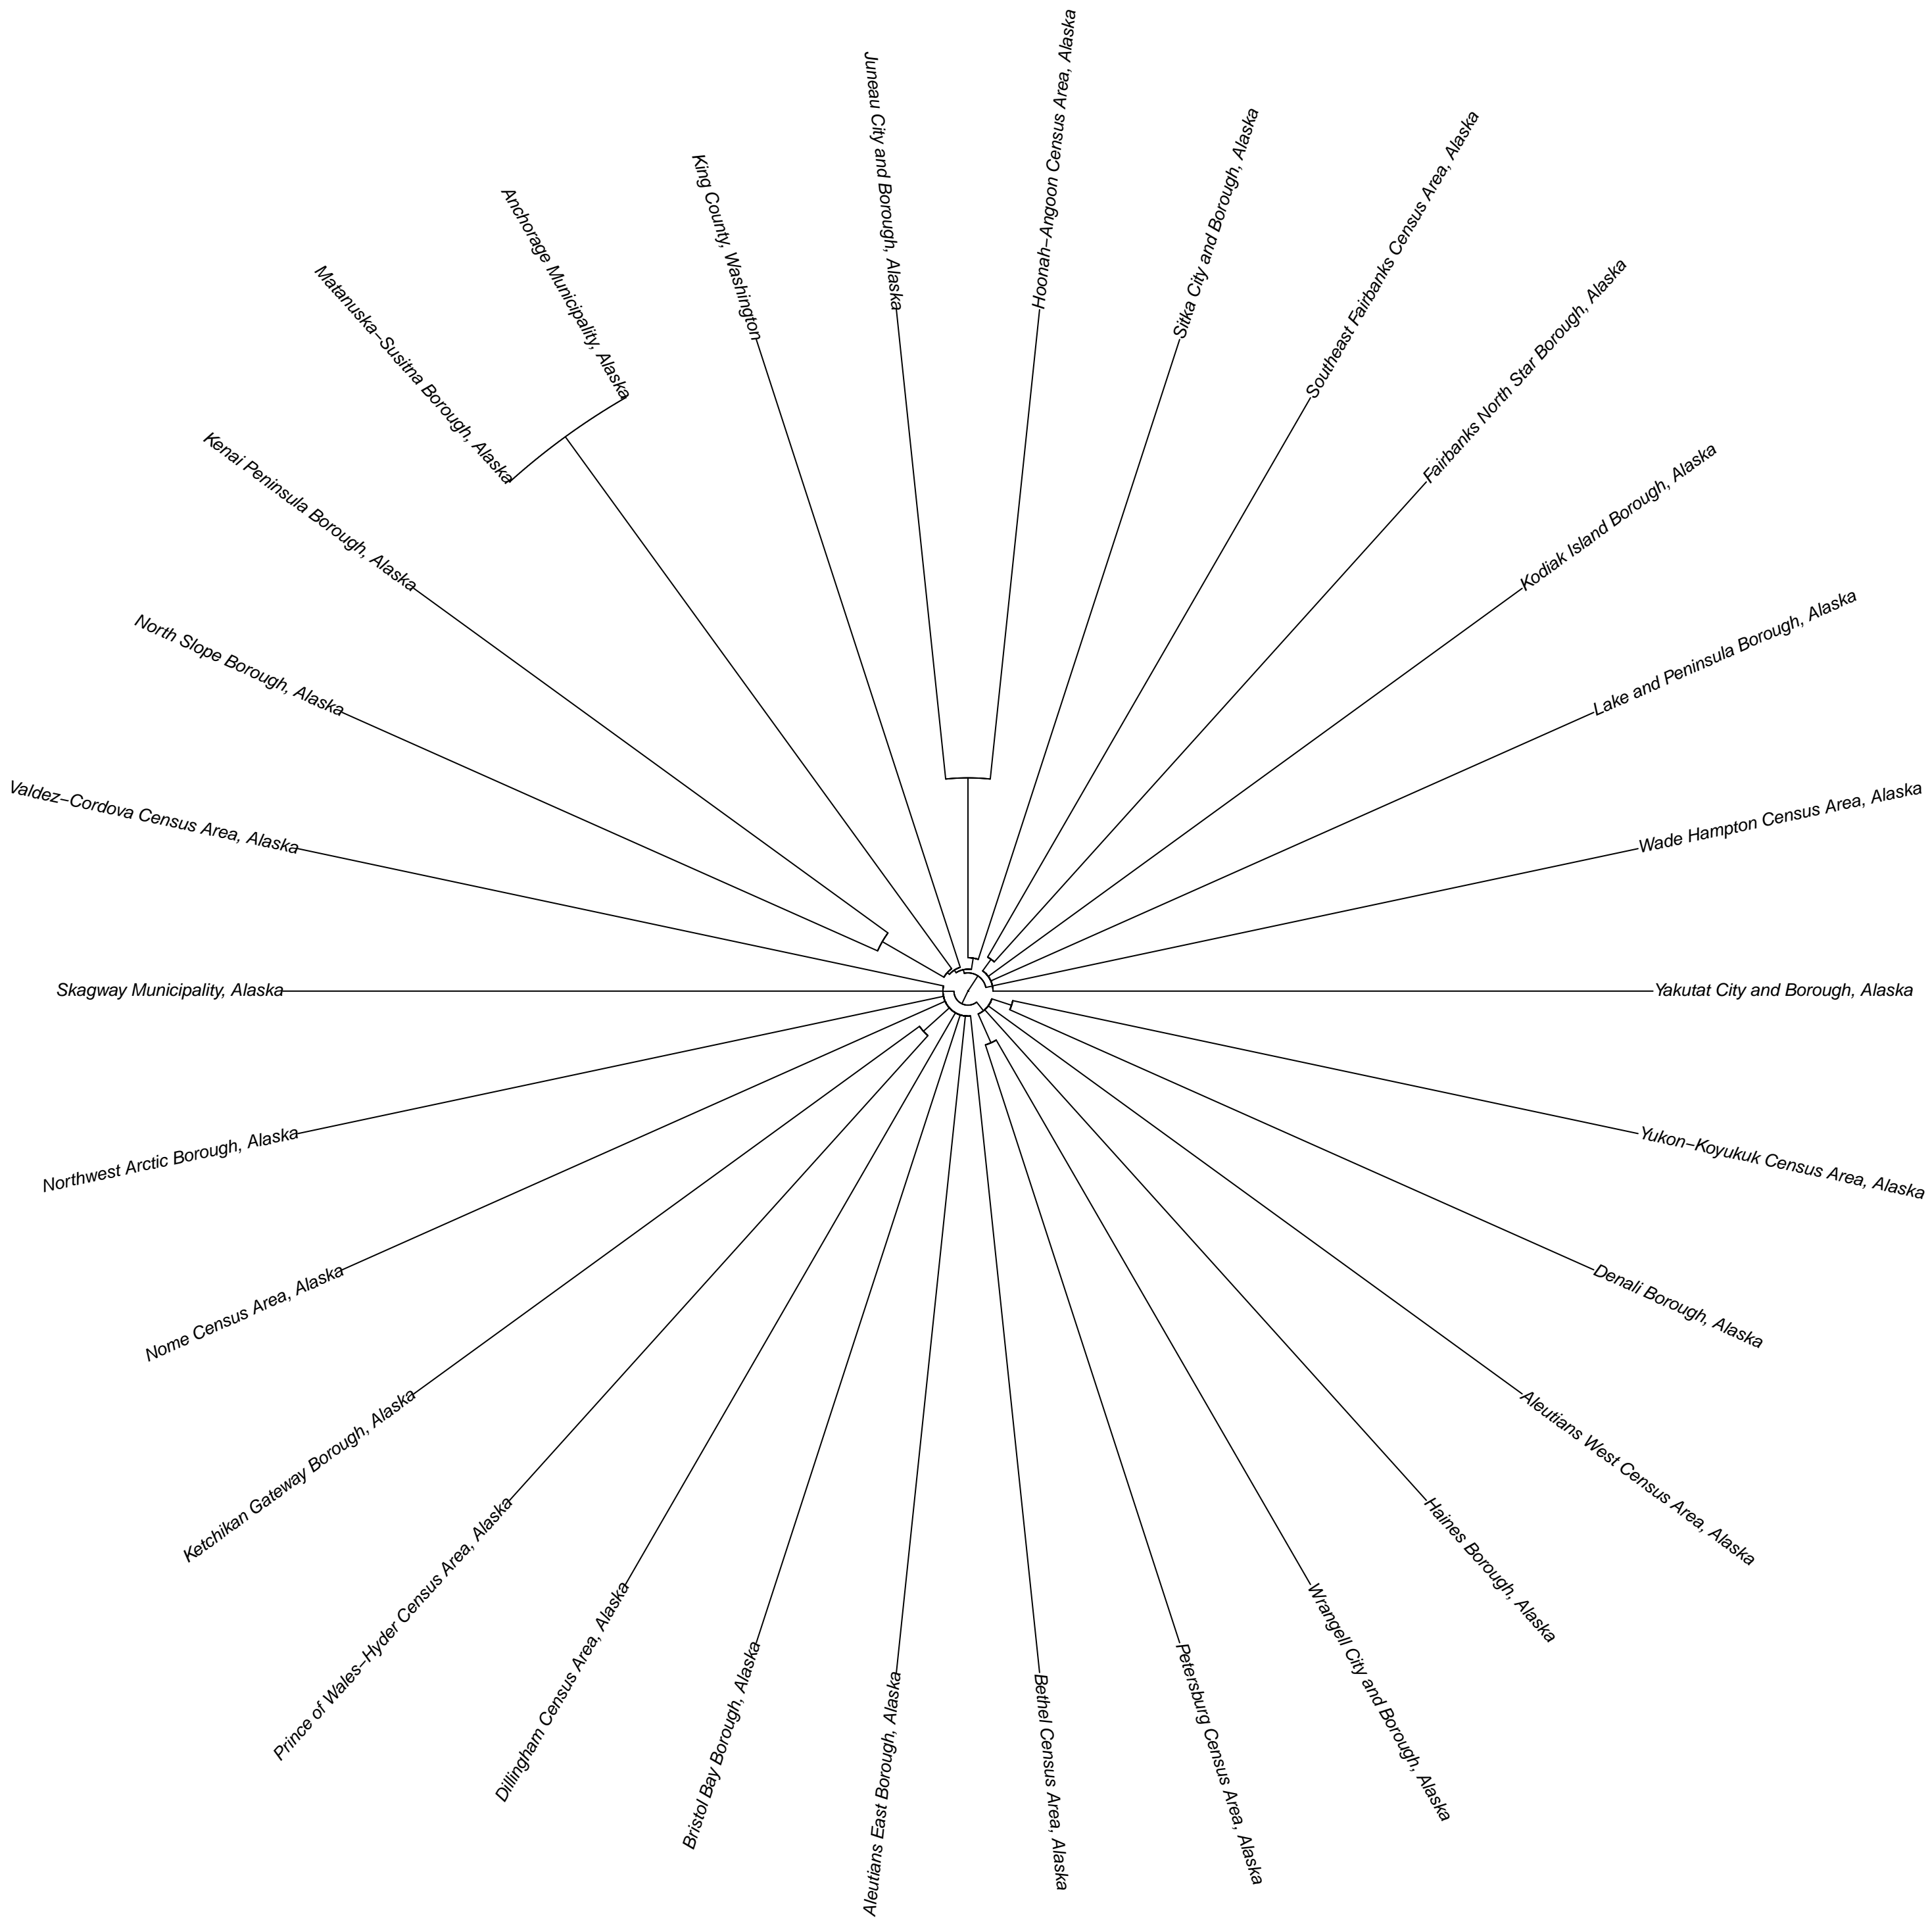 Hoonah–Angoon Census Area, Alaska
Sitka City and Borough, Alaska
Southeast Fairbanks Census Area, Alaska
Fairbanks North Star Borough, Alaska
Kodiak Island Borough, Alaska
Lake and Peninsula Borough, Alaska
Wade Hampton Census Area, Alaska
Yakutat City and Borough, Alaska
Yukon–Koyukuk Census Area, Alaska
Denali Borough, Alaska
Aleutians West Census Area, Alaska
Haines Borough, Alaska
Wrangell City and Borough, Alaska
Petersburg Census Area, Alaska
Bethel Census Area, Alaska
Aleutians East Borough, Alaska
Bristol Bay Borough, Alaska
Dillingham Census Area, Alaska
Prince of Wales–Hyder Census Area, Alaska
Ketchikan Gateway Borough, Alaska
Nome Census Area, Alaska
Northwest Arctic Borough, Alaska
Skagway Municipality, Alaska
Valdez–Cordova Census Area, Alaska
North Slope Borough, Alaska
Kenai Peninsula Borough, Alaska
Matanuska–Susitna Borough, Alaska
Anchorage Municipality, Alaska
King County, Washington
Juneau City and Borough, Alaska